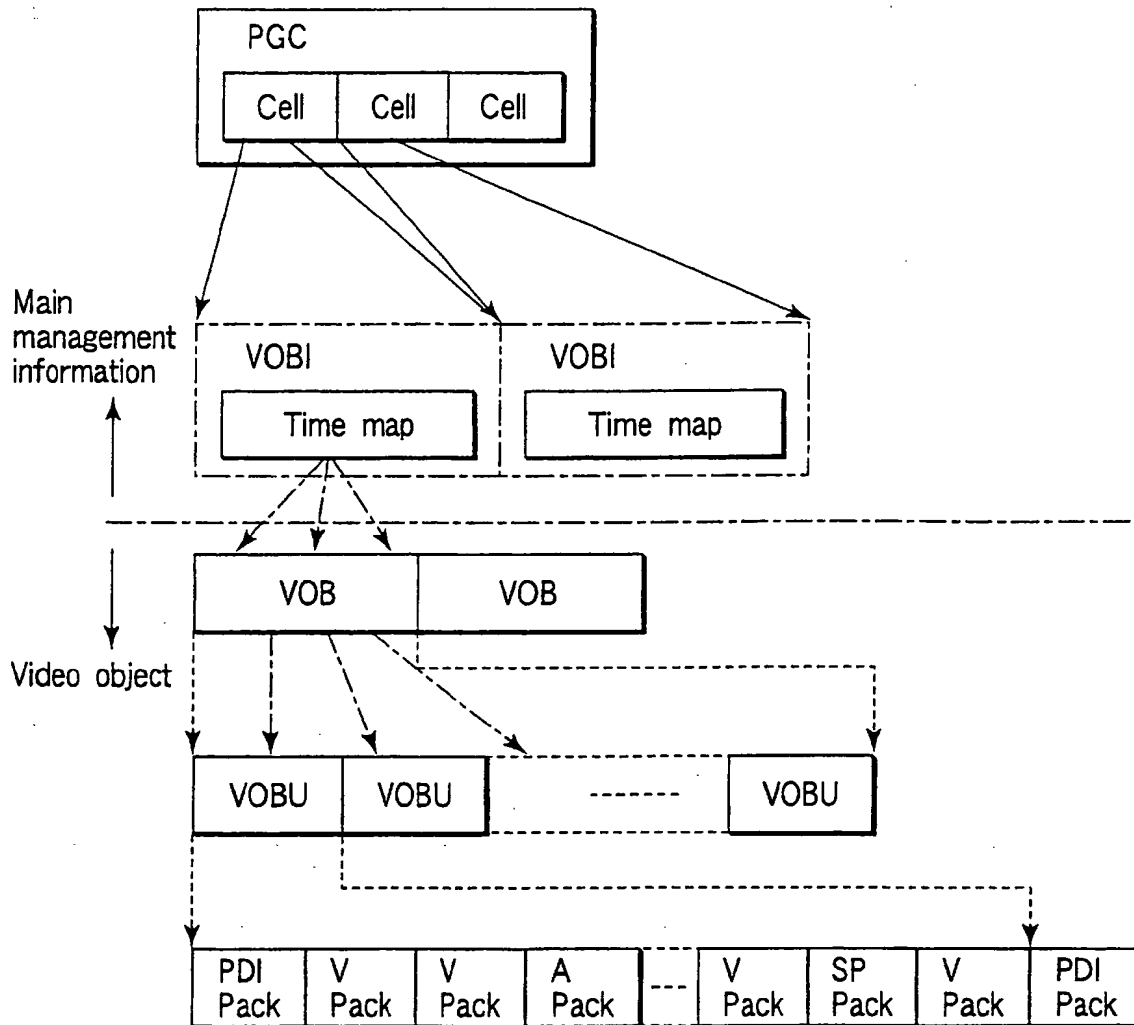 PGC
Cell Cell Cell
Main
management
information
VOBI VOBI
Time map Time map
VOB VOB
Video object
VOBU VOBU VOBU
PDI V V A V SP V PDI
Pack Pack Pack Pack Pack Pack Pack Pack